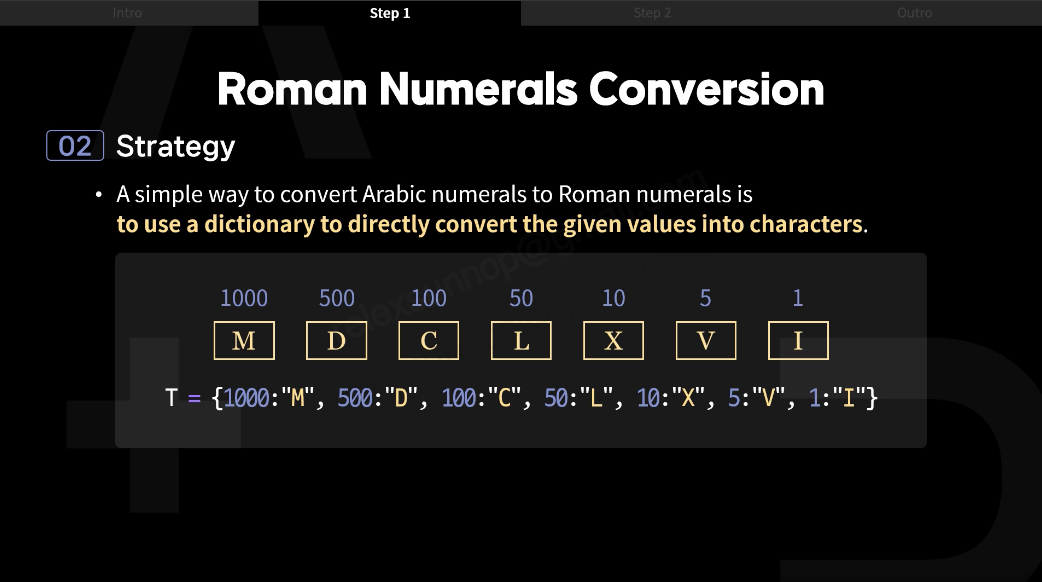 Intro Step 1 Step 2 Outro
Roman Numerals Conversion
02 Strategy
• A simple way to convert Arabic numerals to Roman numerals is
to use a dictionary to directly convert the given values into characters.
1000 500 100 50 10 5 1
M D C L X V I
T = {1000:"M", 500:"D", 100:"C", 50:"L", 10:"X", 5:"V", 1:"I"}